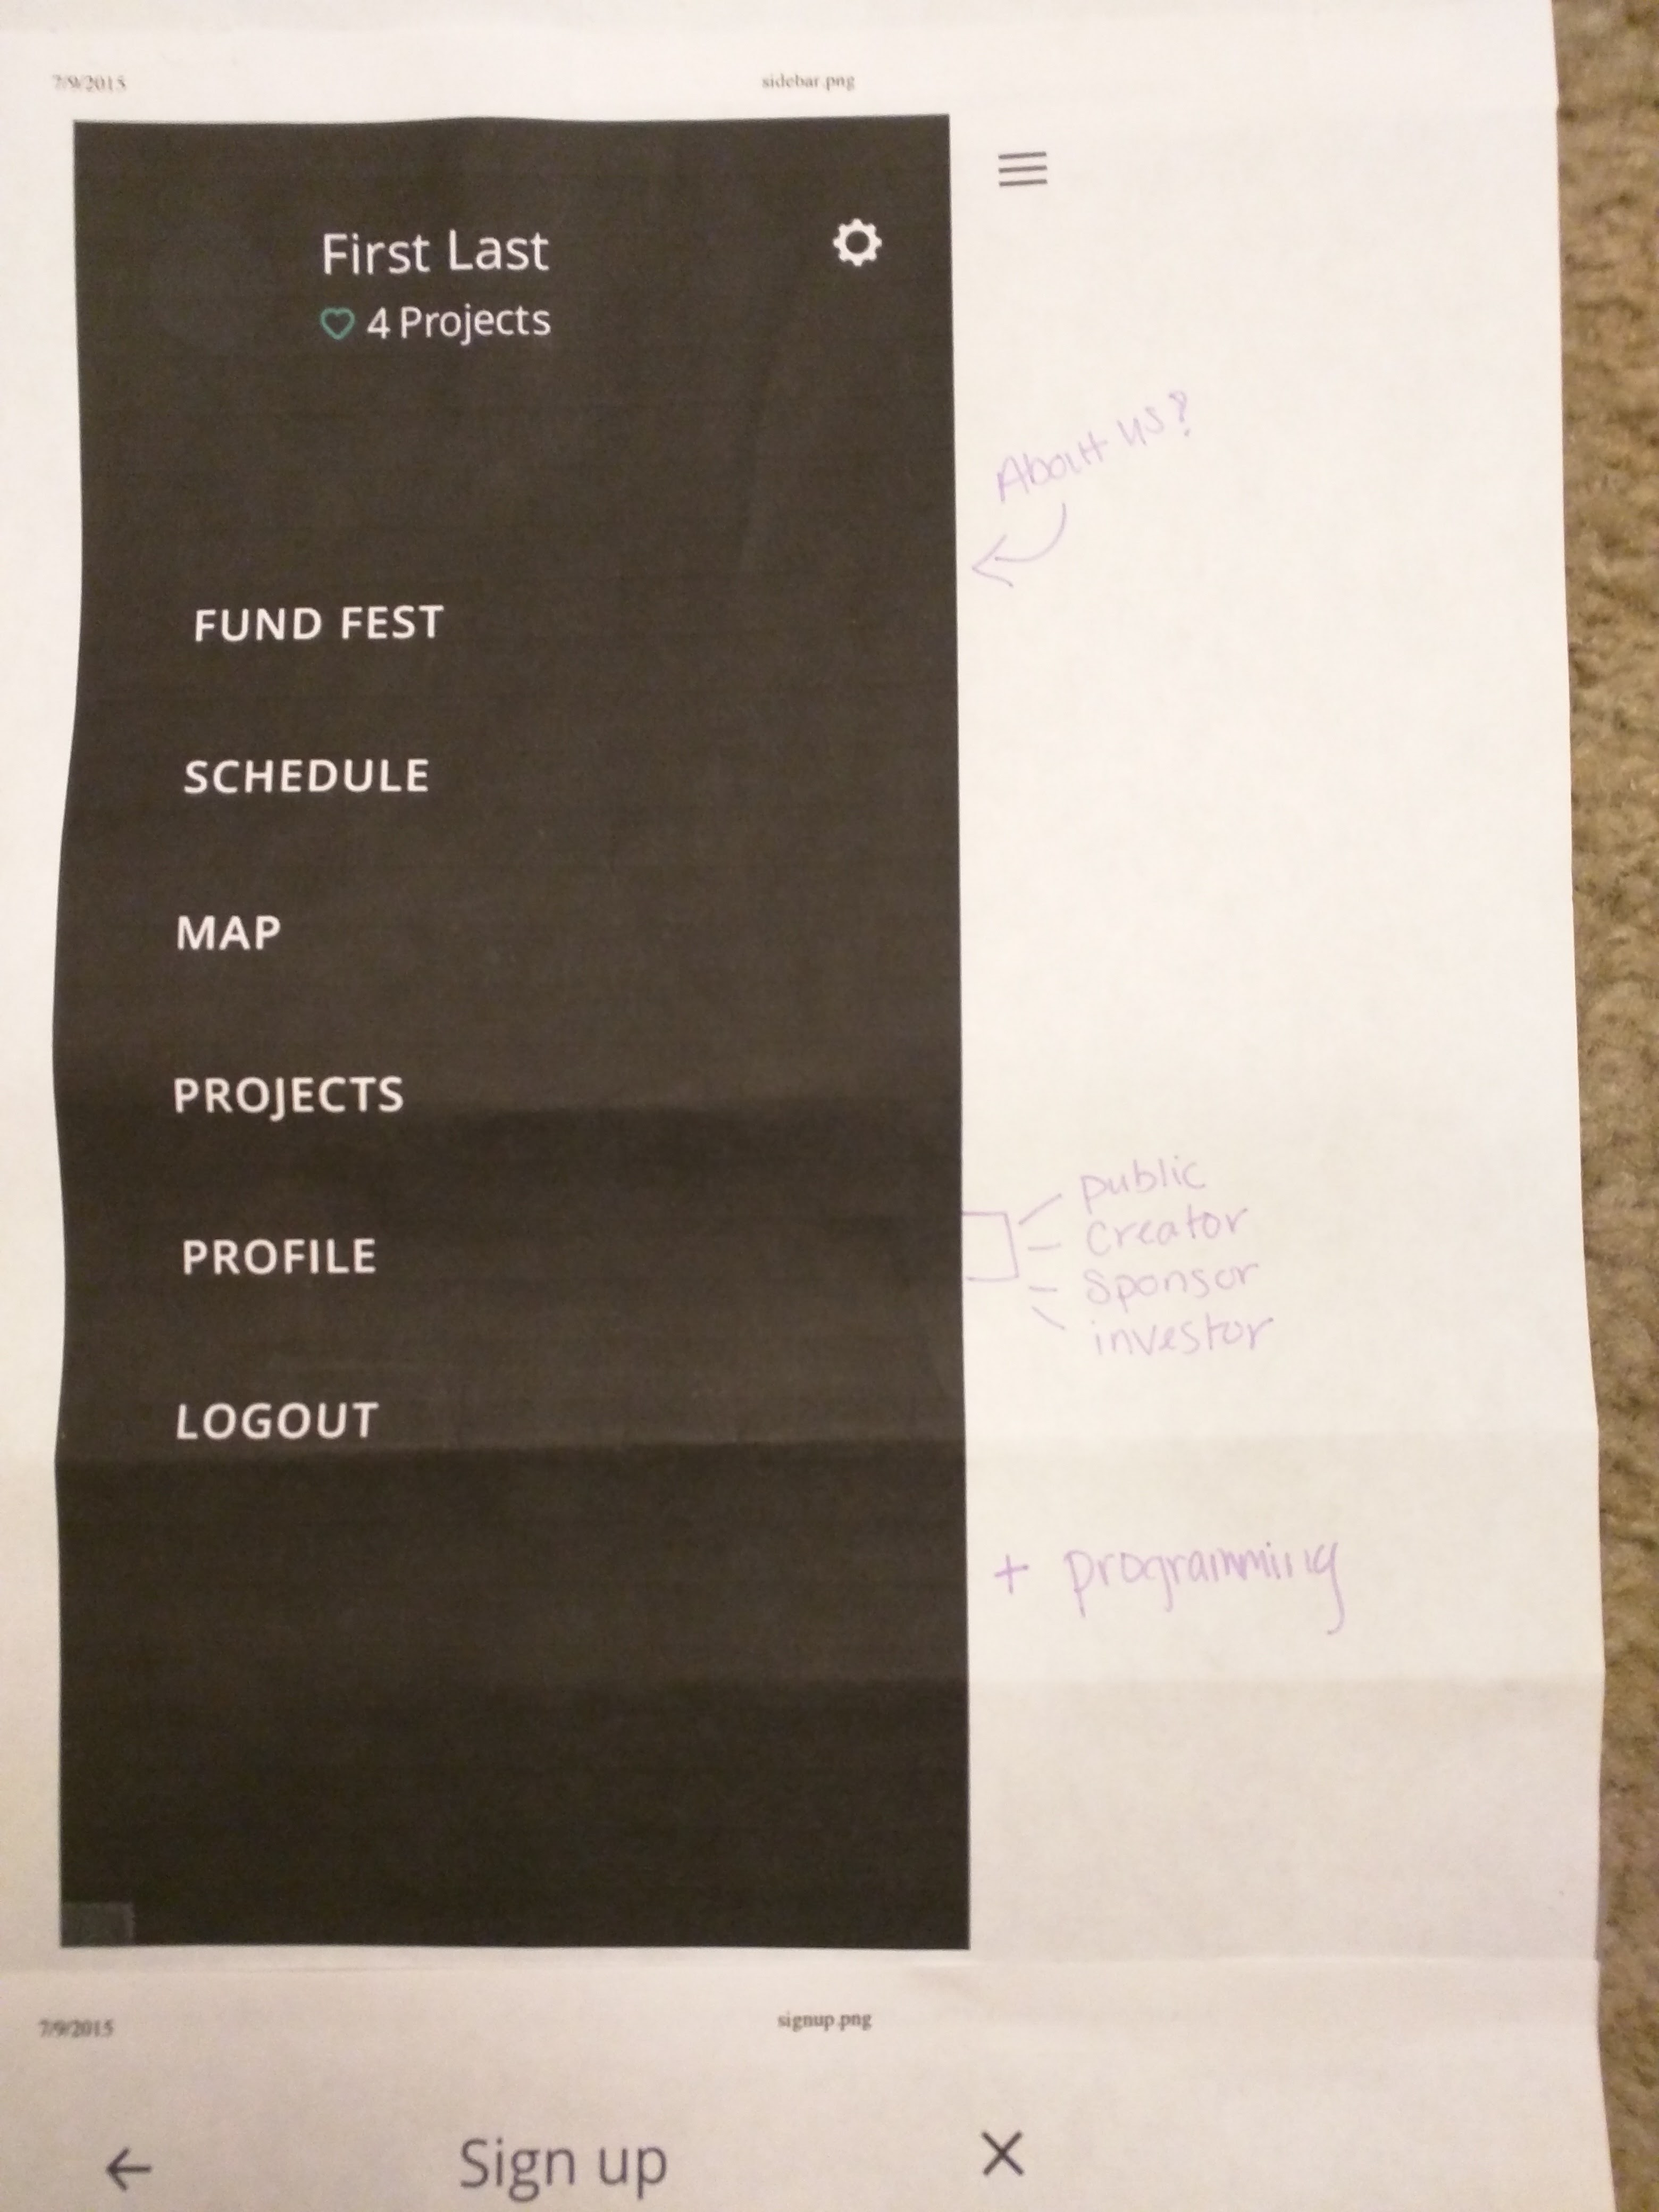 7/9/2015 sidebar.png
First Last
4 Projects
About us?
FUND FEST
SCHEDULE
MAP
PROJECTS
public
Creator
Sponsor
investor
PROFILE
LOGOUT
+ programming
7/9/2015 signup.png
Sign up